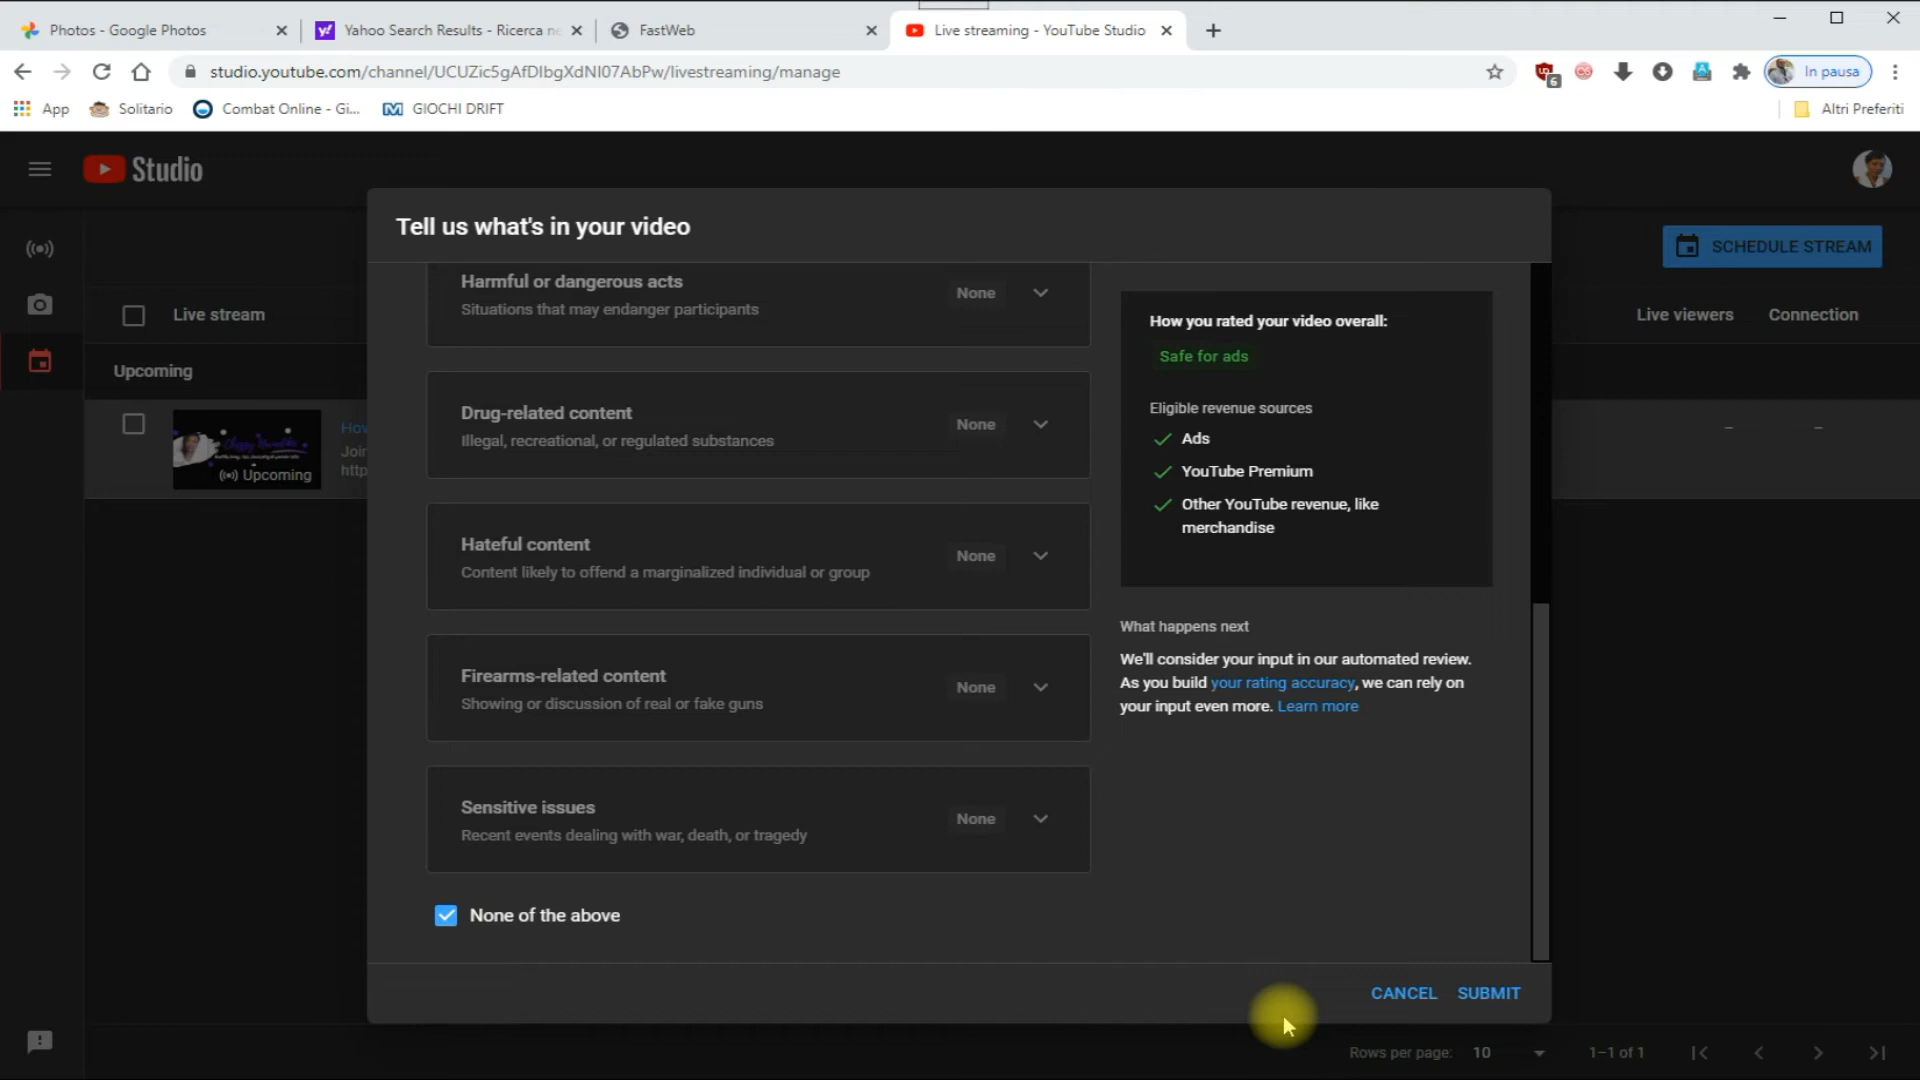 Photos - Google Photos
Yahoo Search Results - Ricerca ne
FastWeb
Live streaming - YouTube Studio
studio.youtube.com/channel/UCUZic5gAfDIbgXdNI07AbPw/livestreaming/manage
6
In pausa
App
Solitario
Combat Online - Gi...
GIOCHI DRIFT
Altri Preferiti
Studio
Tell us what's in your video
SCHEDULE STREAM
Live stream
Live viewers
Connection
Upcoming
Upcoming
How
Join
http
Harmful or dangerous acts
Situations that may endanger participants
None
Drug-related content
Illegal, recreational, or regulated substances
None
Hateful content
Content likely to offend a marginalized individual or group
None
Firearms-related content
Showing or discussion of real or fake guns
None
Sensitive issues
Recent events dealing with war, death, or tragedy
None
None of the above
How you rated your video overall:
Safe for ads
Eligible revenue sources
Ads
YouTube Premium
Other YouTube revenue, like
merchandise
What happens next
We'll consider your input in our automated review.
As you build your rating accuracy, we can rely on
your input even more. Learn more
CANCEL
SUBMIT
Rows per page:
10
1–1 of 1